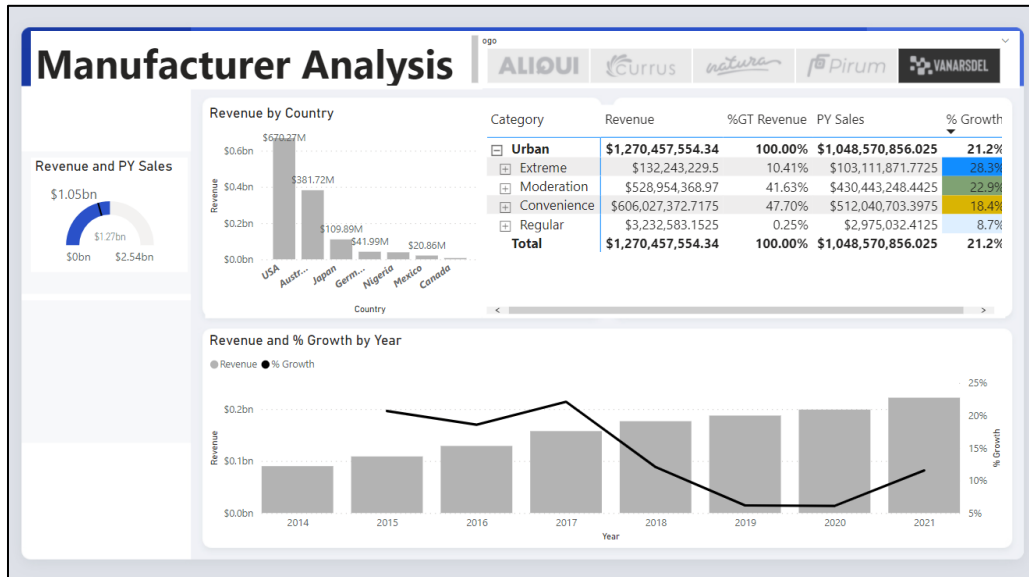 Manufacturer Analysis
ogo
ALIQUI
Currus
natura
Pirum
VANARSDEL
Revenue and PY Sales
$1.05bn
$1.27bn
$0bn $2.54bn
Revenue by Country
$670.27M
$0.6bn
$381.72M
$0.4bn
$0.2bn
$109.89M
$41.99M
$20.86M
$0.0bn
Revenue
USA
Austr...
Japan
Germ...
Nigeria
Mexico
Canada
Country
Category Revenue %GT Revenue PY Sales % Growth
Urban $1,270,457,554.34 100.00% $1,048,570,856.025 21.2%
Extreme $132,243,229.5 10.41% $103,111,871.7725 28.3%
Moderation $528,954,368.97 41.63% $430,443,248.4425 22.9%
Convenience $606,027,372.7175 47.70% $512,040,703.3975 18.4%
Regular $3,232,583.1525 0.25% $2,975,032.4125 8.7%
Total $1,270,457,554.34 100.00% $1,048,570,856.025 21.2%
Revenue and % Growth by Year
Revenue % Growth
$0.2bn
$0.1bn
$0.0bn
Revenue
25%
20%
15%
10%
5%
% Growth
2014 2015 2016 2017 2018 2019 2020 2021
Year